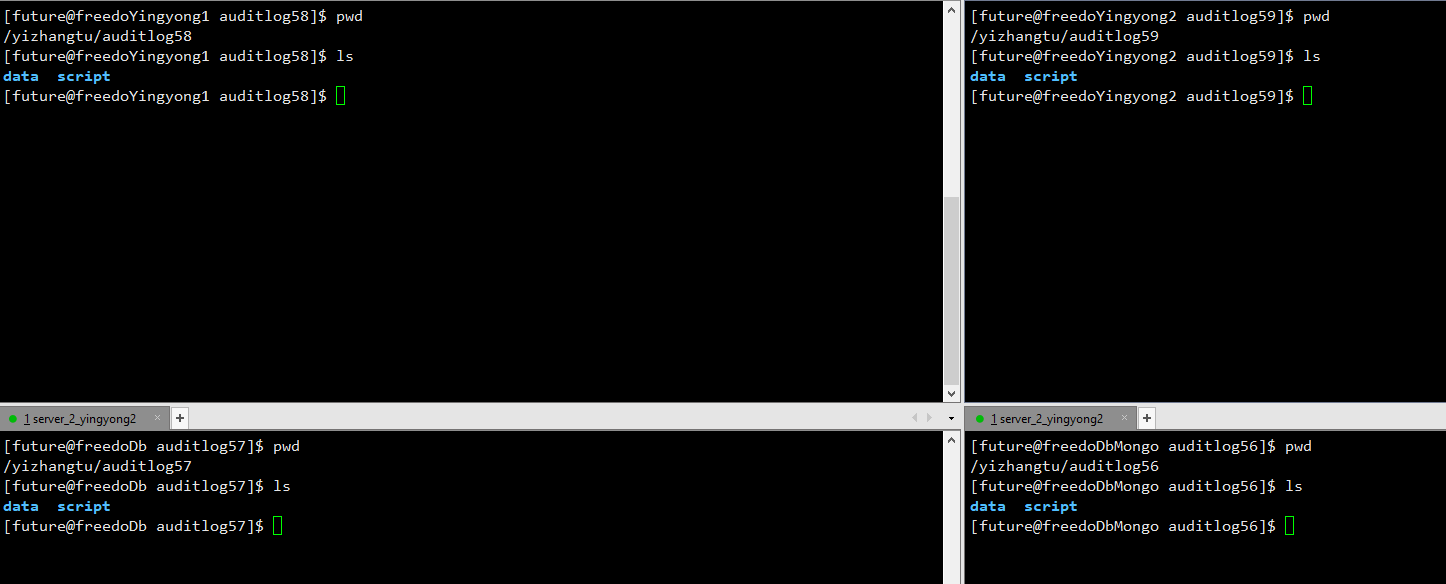 [future@freedoYingyong1 auditlog58]$ pwd
/yizhangtu/auditlog58
[future@freedoYingyong1 auditlog58]$ ls
data  script
[future@freedoYingyong1 auditlog58]$
[future@freedoYingyong2 auditlog59]$ pwd
/yizhangtu/auditlog59
[future@freedoYingyong2 auditlog59]$ ls
data  script
[future@freedoYingyong2 auditlog59]$
1 server_2_yingyong2 × +
[future@freedoDb auditlog57]$ pwd
/yizhangtu/auditlog57
[future@freedoDb auditlog57]$ ls
data  script
[future@freedoDb auditlog57]$
1 server_2_yingyong2 × +
[future@freedoDbMongo auditlog56]$ pwd
/yizhangtu/auditlog56
[future@freedoDbMongo auditlog56]$ ls
data  script
[future@freedoDbMongo auditlog56]$